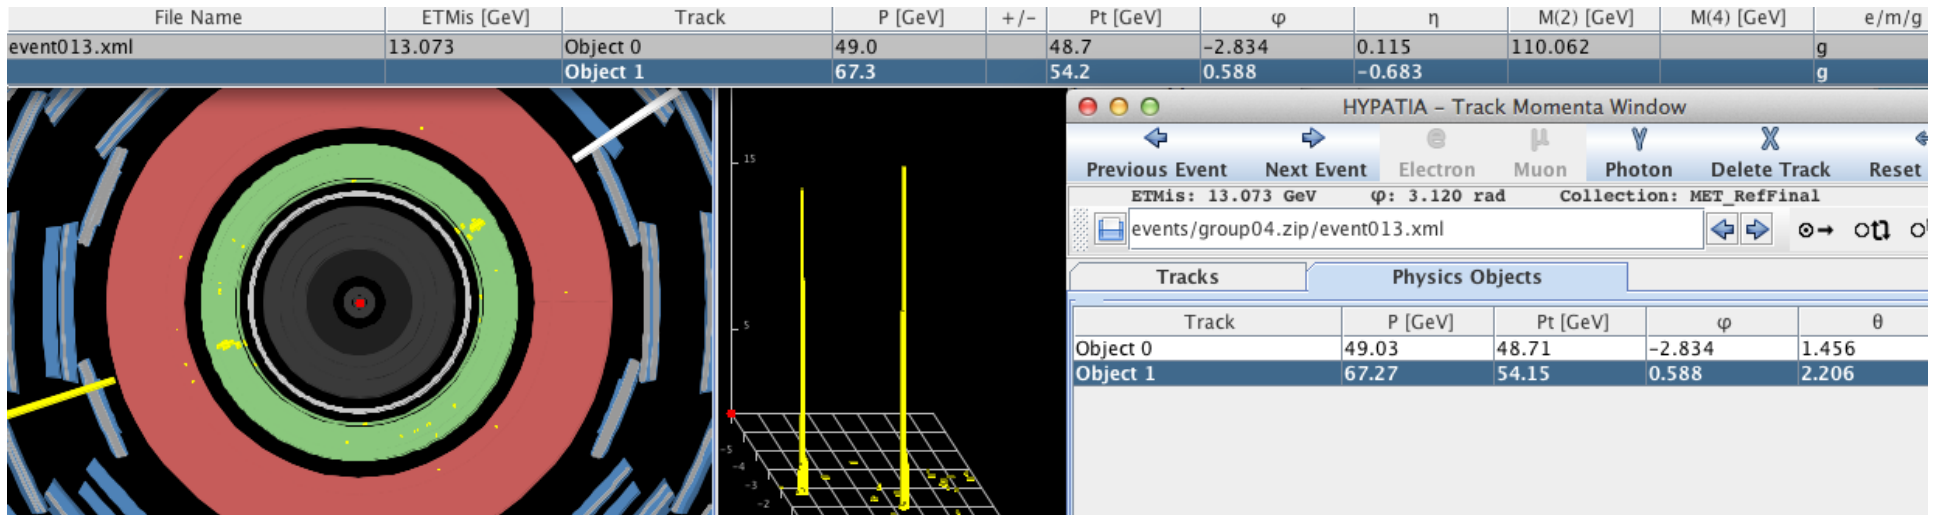 File Name ETMis [GeV] Track P [GeV] +/- Pt [GeV] φ η M(2) [GeV] M(4) [GeV] e/m/g
event013.xml 13.073 Object 0 49.0 48.7 -2.834 0.115 110.062 g
Object 1 67.3 54.2 0.588 -0.683 g
15
5
-5
-4
-3
-2
HYPATIA - Track Momenta Window
Previous Event Next Event Electron Muon Photon Delete Track Reset
ETMis: 13.073 GeV φ: 3.120 rad Collection: MET_RefFinal
events/group04.zip/event013.xml
Tracks Physics Objects
Track P [GeV] Pt [GeV] φ θ
Object 0 49.03 48.71 -2.834 1.456
Object 1 67.27 54.15 0.588 2.206